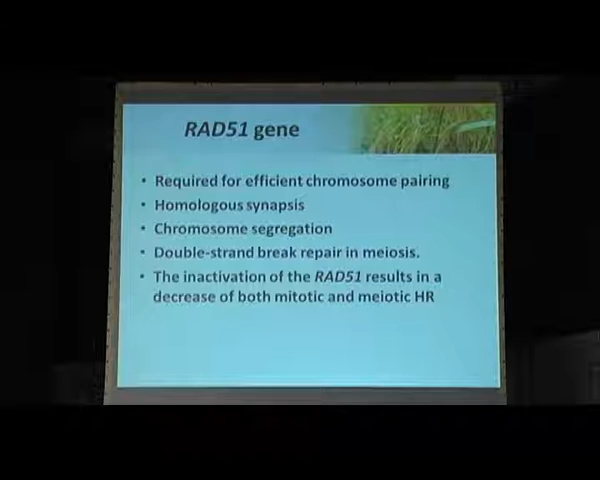 RAD51 gene
• Required for efficient chromosome pairing
• Homologous synapsis
• Chromosome segregation
• Double-strand break repair in meiosis.
• The inactivation of the RAD51 results in a
decrease of both mitotic and meiotic HR